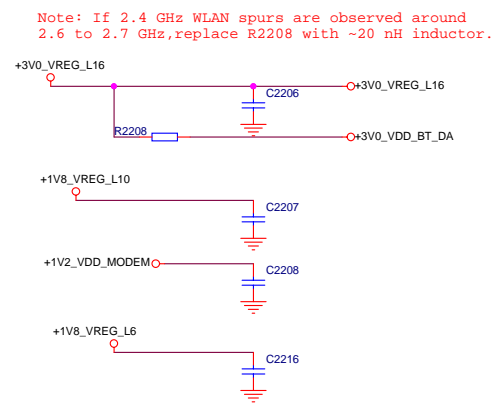 Note: If 2.4 GHz WLAN spurs are observed around
2.6 to 2.7 GHz,replace R2208 with ~20 nH inductor.
+3V0_VREG_L16
+3V0_VREG_L16
C2206
R2208
+3V0_VDD_BT_DA
+1V8_VREG_L10
C2207
+1V2_VDD_MODEM
C2208
+1V8_VREG_L6
C2216